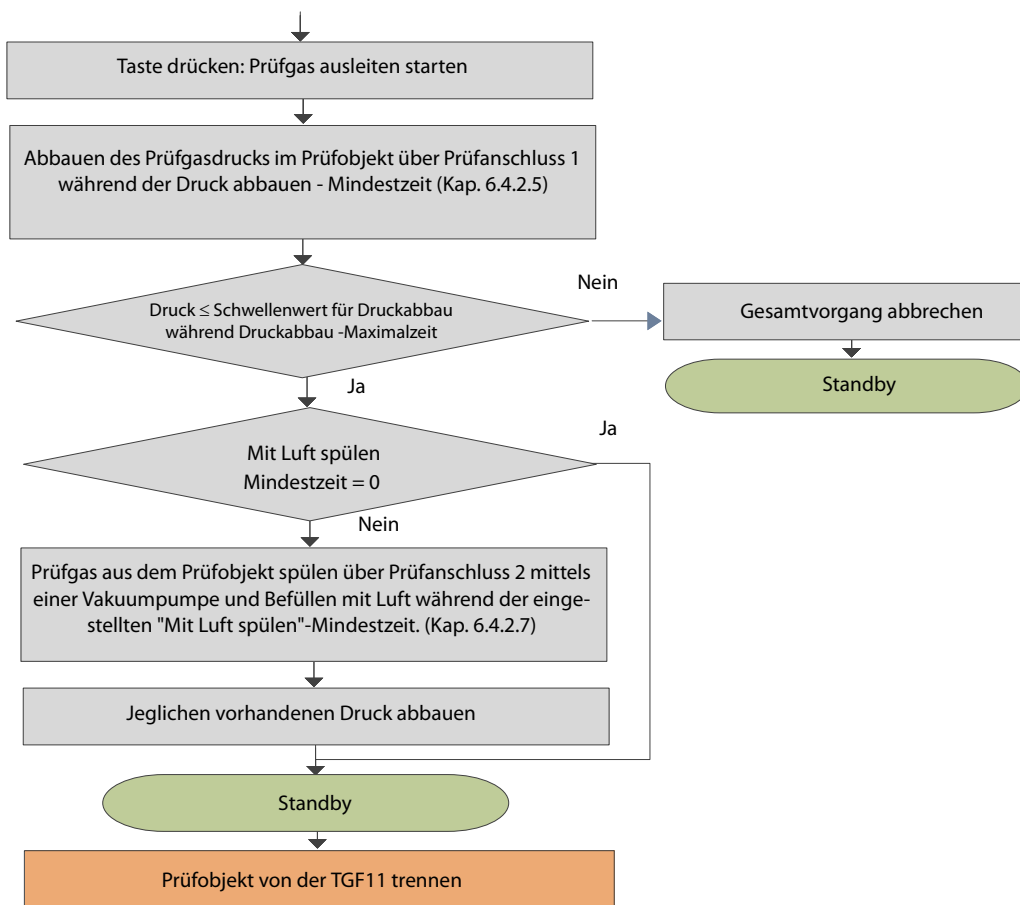 Taste drücken: Prüfgas ausleiten starten
Abbauen des Prüfgasdrucks im Prüfobjekt über Prüfanschluss 1
während der Druck abbauen - Mindestzeit (Kap. 6.4.2.5)
Nein
Druck ≤ Schwellenwert für Druckabbau
während Druckabbau -Maximalzeit
Gesamtvorgang abbrechen
Standby
Ja
Ja
Mit Luft spülen
Mindestzeit = 0
Nein
Prüfgas aus dem Prüfobjekt spülen über Prüfanschluss 2 mittels
einer Vakuumpumpe und Befüllen mit Luft während der einge-
stellten "Mit Luft spülen"-Mindestzeit. (Kap. 6.4.2.7)
Jeglichen vorhandenen Druck abbauen
Standby
Prüfobjekt von der TGF11 trennen